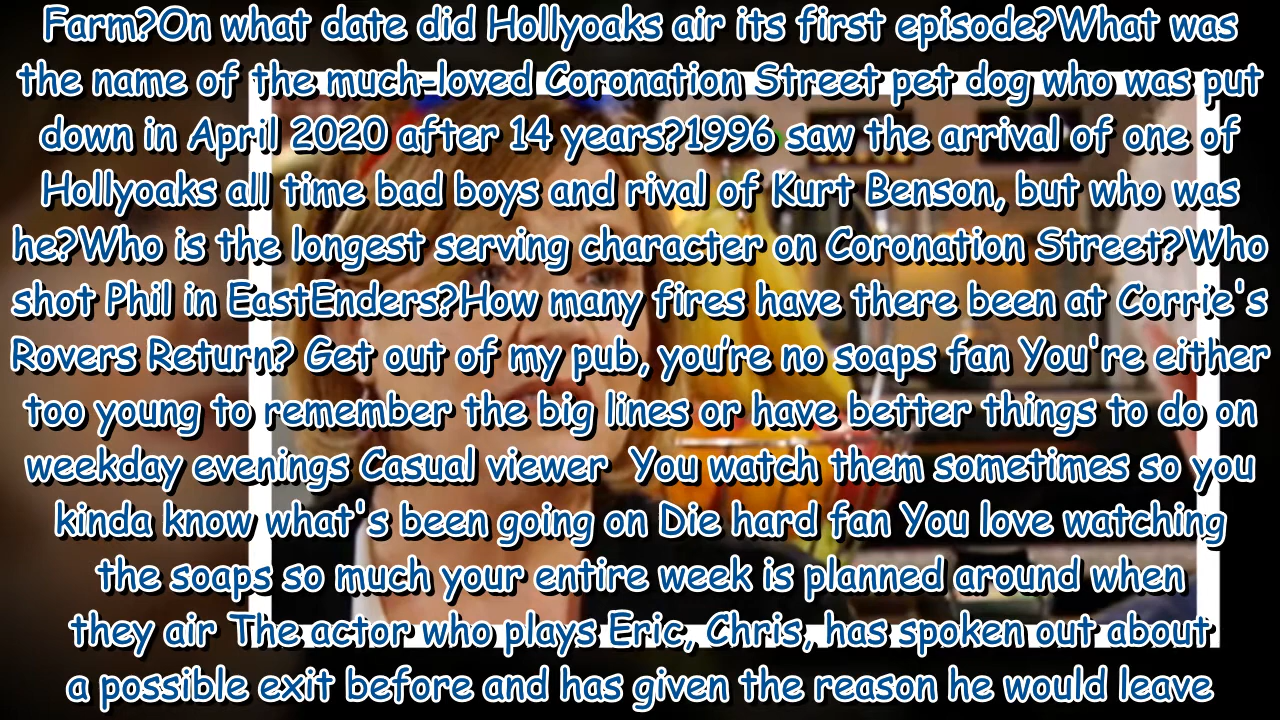 Farm?On what date did Hollyoaks air its first episode?What was
the name of the much-loved Coronation Street pet dog who was put
down in April 2020 after 14 years?1996 saw the arrival of one of
Hollyoaks all time bad boys and rival of Kurt Benson, but who was
he?Who is the longest serving character on Coronation Street?Who
shot Phil in EastEnders?How many fires have there been at Corrie's
Rovers Return? Get out of my pub, you’re no soaps fan You're either
too young to remember the big lines or have better things to do on
weekday evenings Casual viewer  You watch them sometimes so you
kinda know what's been going on Die hard fan You love watching
the soaps so much your entire week is planned around when
they air The actor who plays Eric, Chris, has spoken out about
a possible exit before and has given the reason he would leave